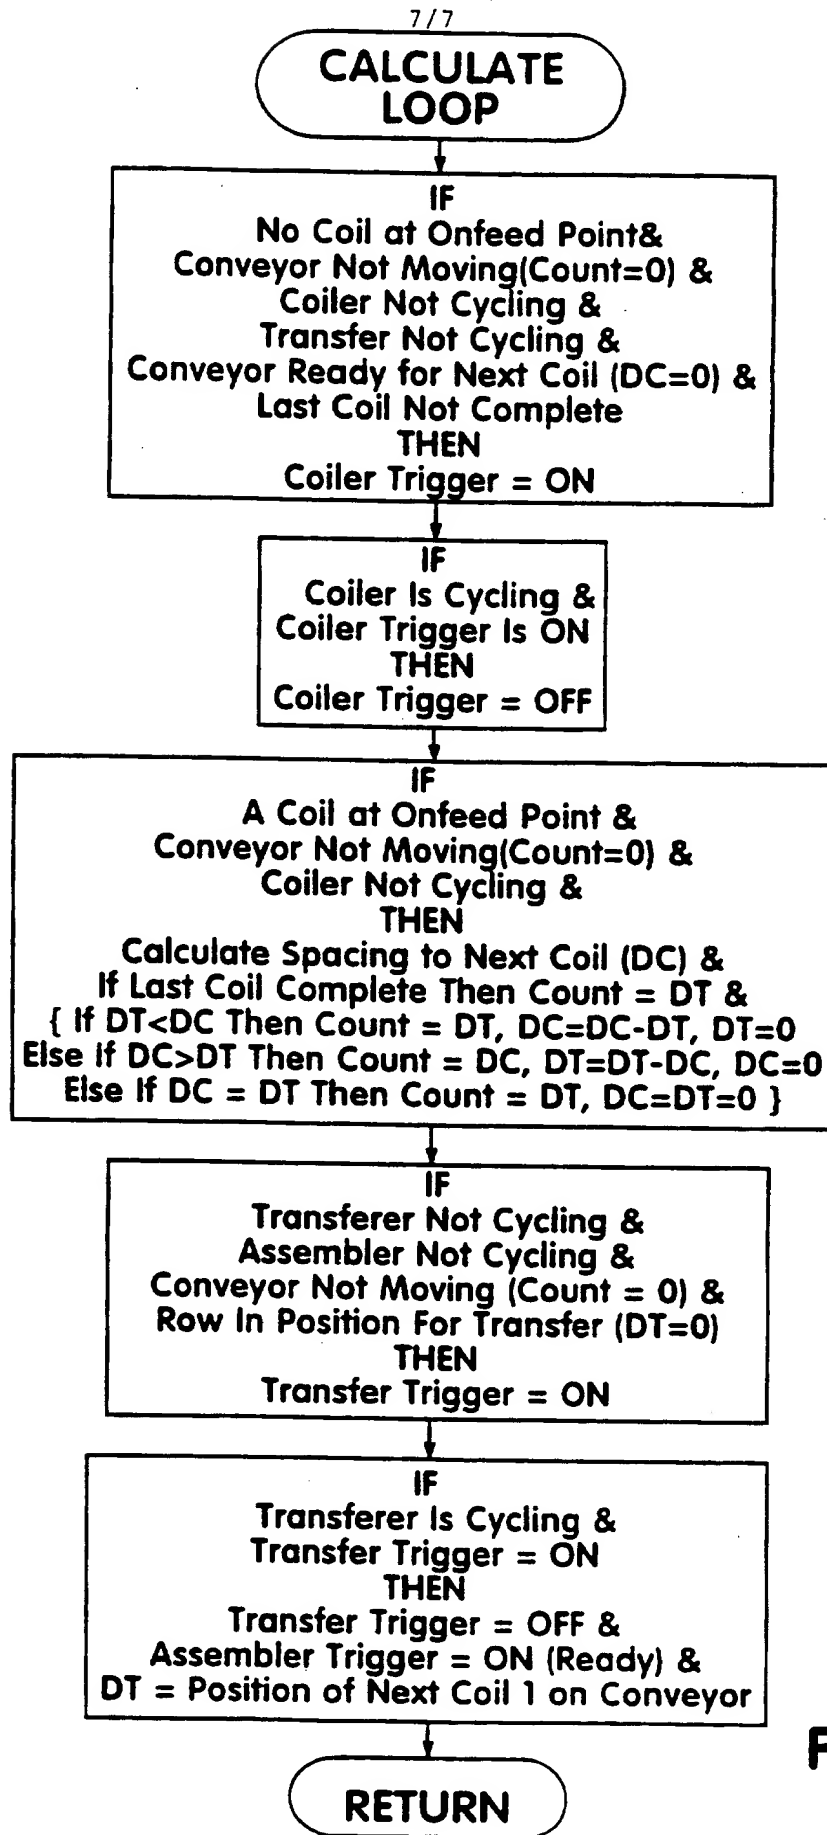 7/7
CALCULATE
LOOP
IF
No Coil at Onfeed Point&
Conveyor Not Moving(Count=0) &
Coiler Not Cycling &
Transfer Not Cycling &
Conveyor Ready for Next Coil (DC=0) &
Last Coil Not Complete
THEN
Coiler Trigger = ON
IF
Coiler Is Cycling &
Coiler Trigger Is ON
THEN
Coiler Trigger = OFF
IF
A Coil at Onfeed Point &
Conveyor Not Moving(Count=0) &
Coiler Not Cycling &
THEN
Calculate Spacing to Next Coil (DC) &
If Last Coil Complete Then Count = DT &
{ If DT<DC Then Count = DT, DC=DC-DT, DT=0
Else If DC>DT Then Count = DC, DT=DT-DC, DC=0
Else If DC = DT Then Count = DT, DC=DT=0 }
IF
Transferer Not Cycling &
Assembler Not Cycling &
Conveyor Not Moving (Count = 0) &
Row In Position For Transfer (DT=0)
THEN
Transfer Trigger = ON
IF
Transferer Is Cycling &
Transfer Trigger = ON
THEN
Transfer Trigger = OFF &
Assembler Trigger = ON (Ready) &
DT = Position of Next Coil 1 on Conveyor
RETURN